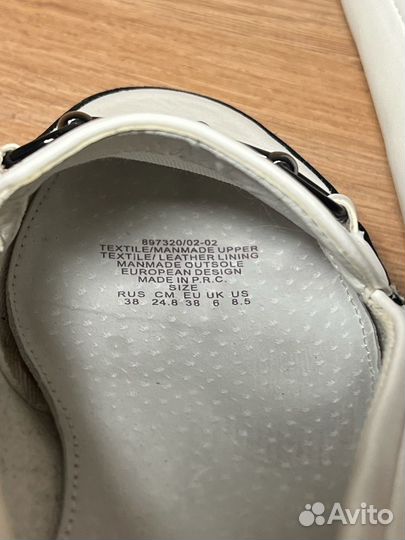 897320/02-02
TEXTILE/MANMADE UPPER
TEXTILE/LEATHER LINING
MANMADE OUTSOLE
EUROPEAN DESIGN
MADE IN P.R.C.
SIZE
RUS CM EU UK US
38 24.8 38 6 8.5
Avito